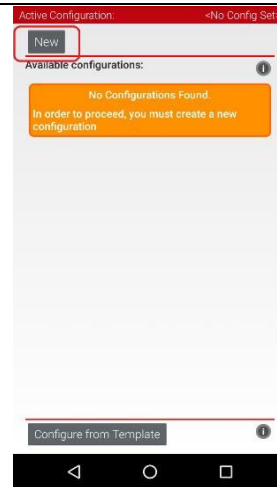 Active Configuration: <No Config Set>
New
Available configurations:
No Configurations Found.
In order to proceed, you must create a new
configuration
Configure from Template